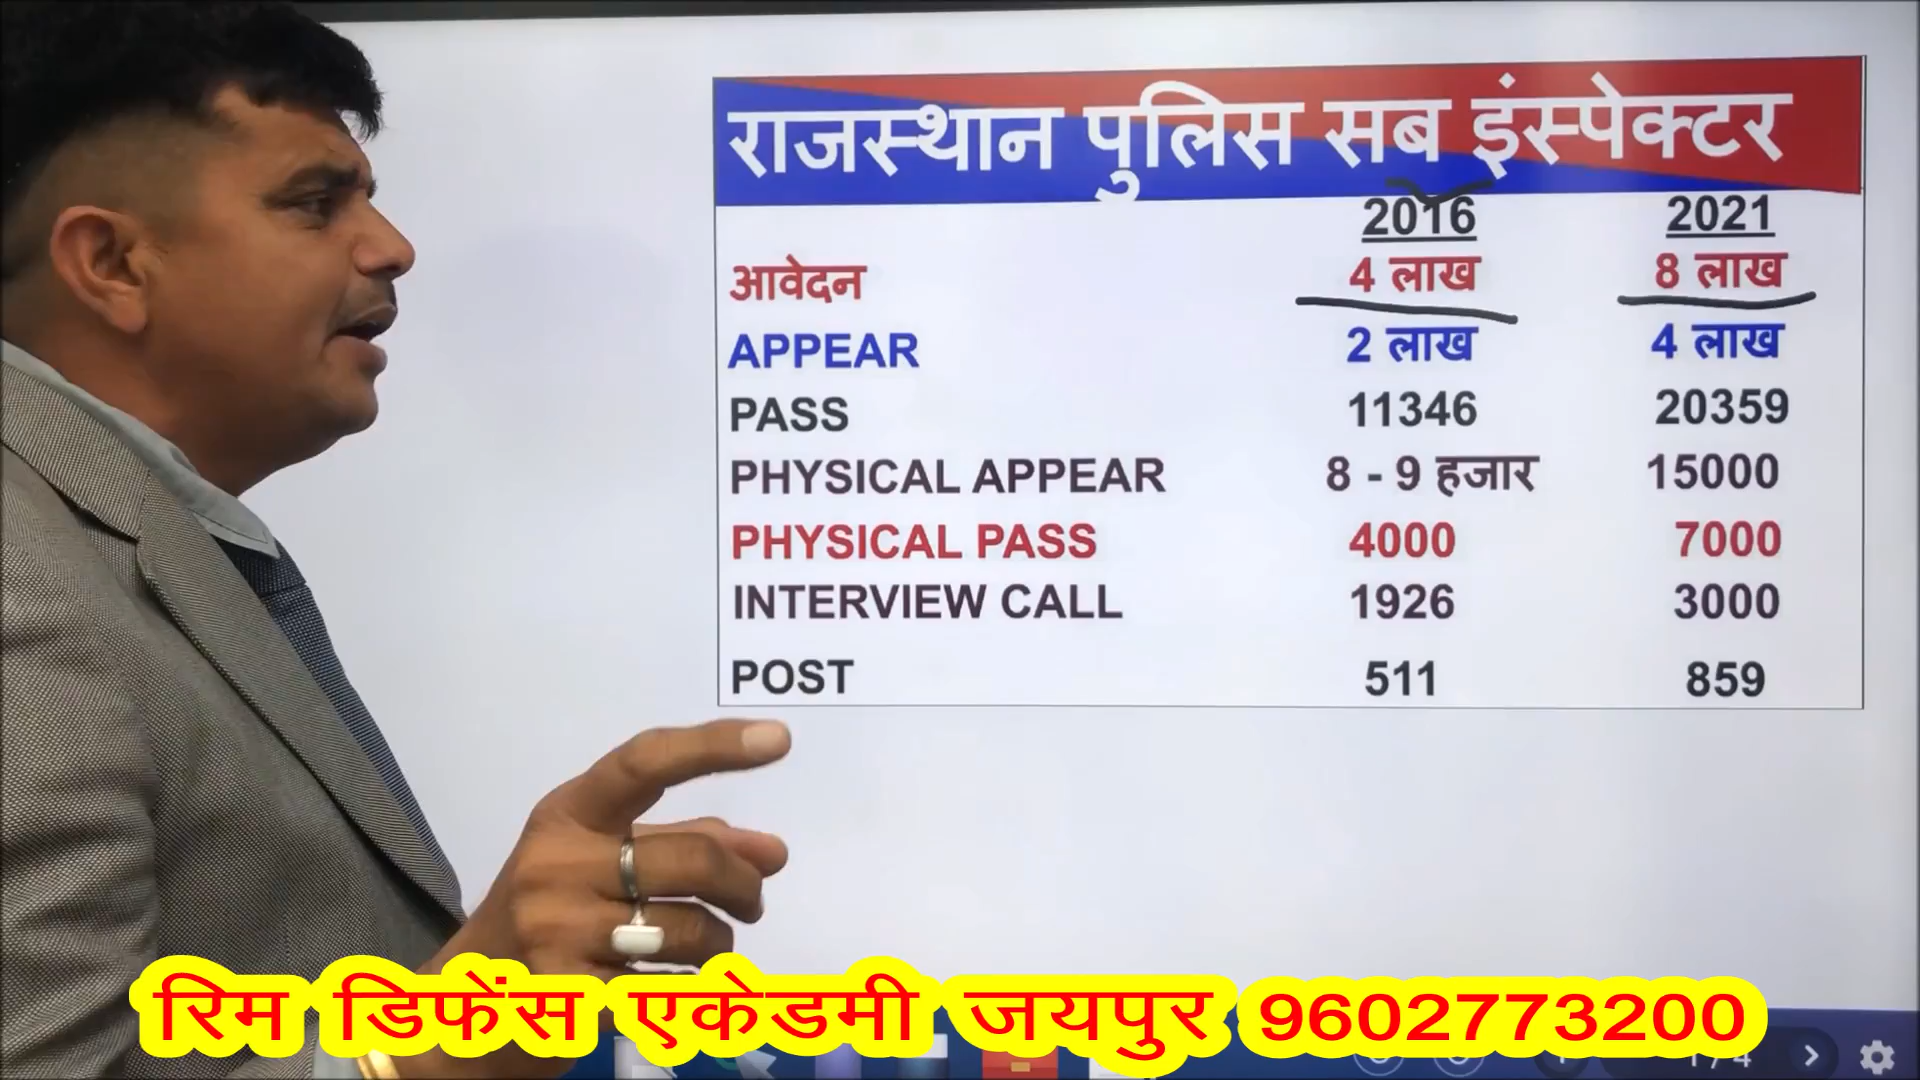 राजस्थान पुलिस सब इंस्पेक्टर
2016 2021
आवेदन 4 लाख 8 लाख
APPEAR 2 लाख 4 लाख
PASS 11346 20359
PHYSICAL APPEAR 8 - 9 हजार 15000
PHYSICAL PASS 4000 7000
INTERVIEW CALL 1926 3000
POST 511 859
रिम डिफेंस एकेडमी जयपुर 9602773200